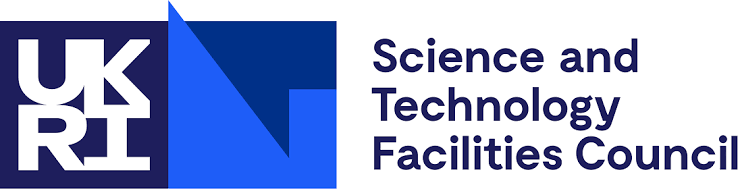 UK
RI
Science and
Technology
Facilities Council